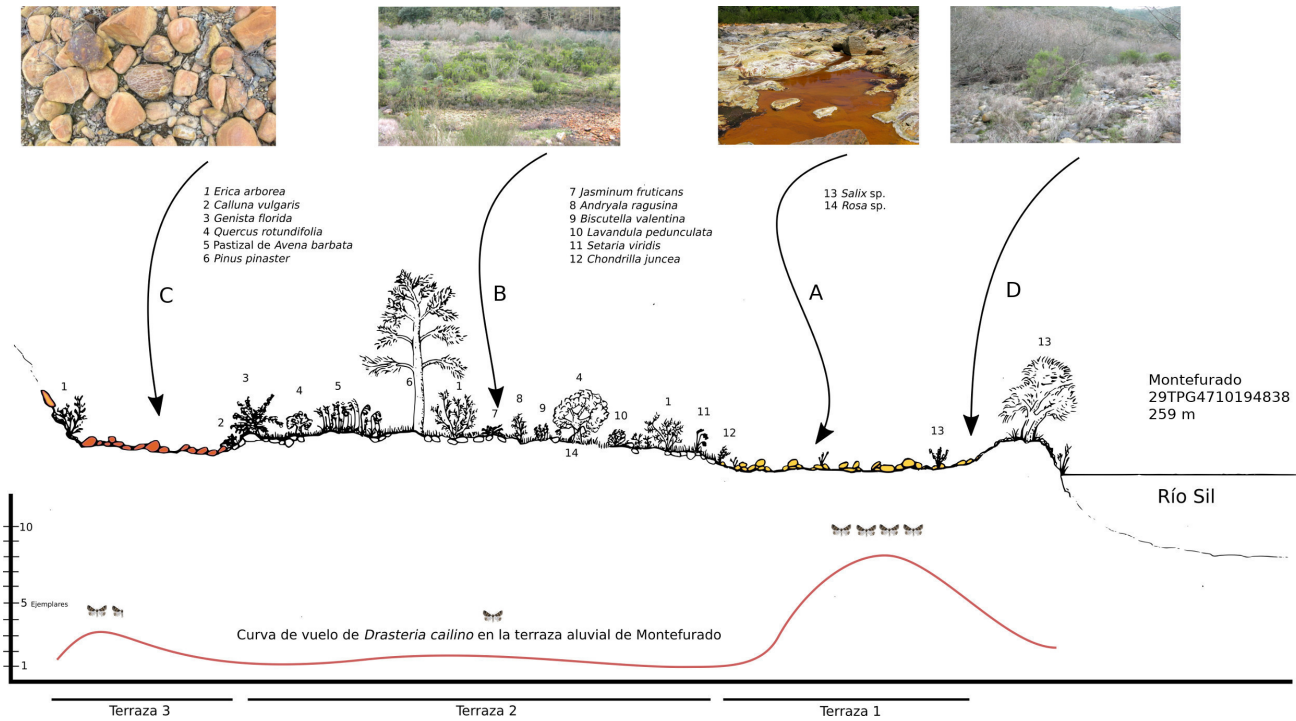 1 Erica arborea
2 Calluna vulgaris
3 Genista florida
4 Quercus rotundifolia
5 Pastizal de Avena barbata
6 Pinus pinaster
7 Jasminum fruticans
8 Andryala ragusina
9 Biscutella valentina
10 Lavandula pedunculata
11 Setaria viridis
12 Chondrilla juncea
13 Salix sp.
14 Rosa sp.
C
B
A
D
1
2
3
4
5
6
1
7
8
9
4
14
10
1
11
12
13
13
Montefurado
29TPG4710194838
259 m
Río Sil
10
5 Ejemplares
1
Curva de vuelo de Drasteria cailino en la terraza aluvial de Montefurado
Terraza 3
Terraza 2
Terraza 1